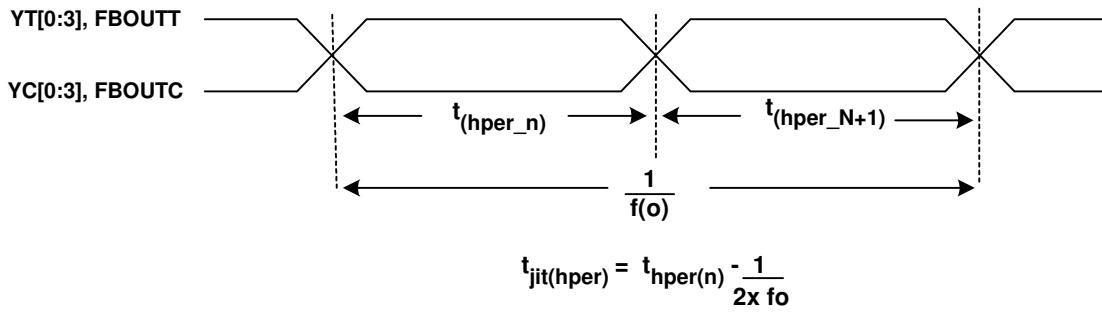 YT[0:3], FBOUTT
YC[0:3], FBOUTC
t(hper_n)
t(hper_N+1)
1
f(o)
tjit(hper) = thper(n) - 1
2x fo